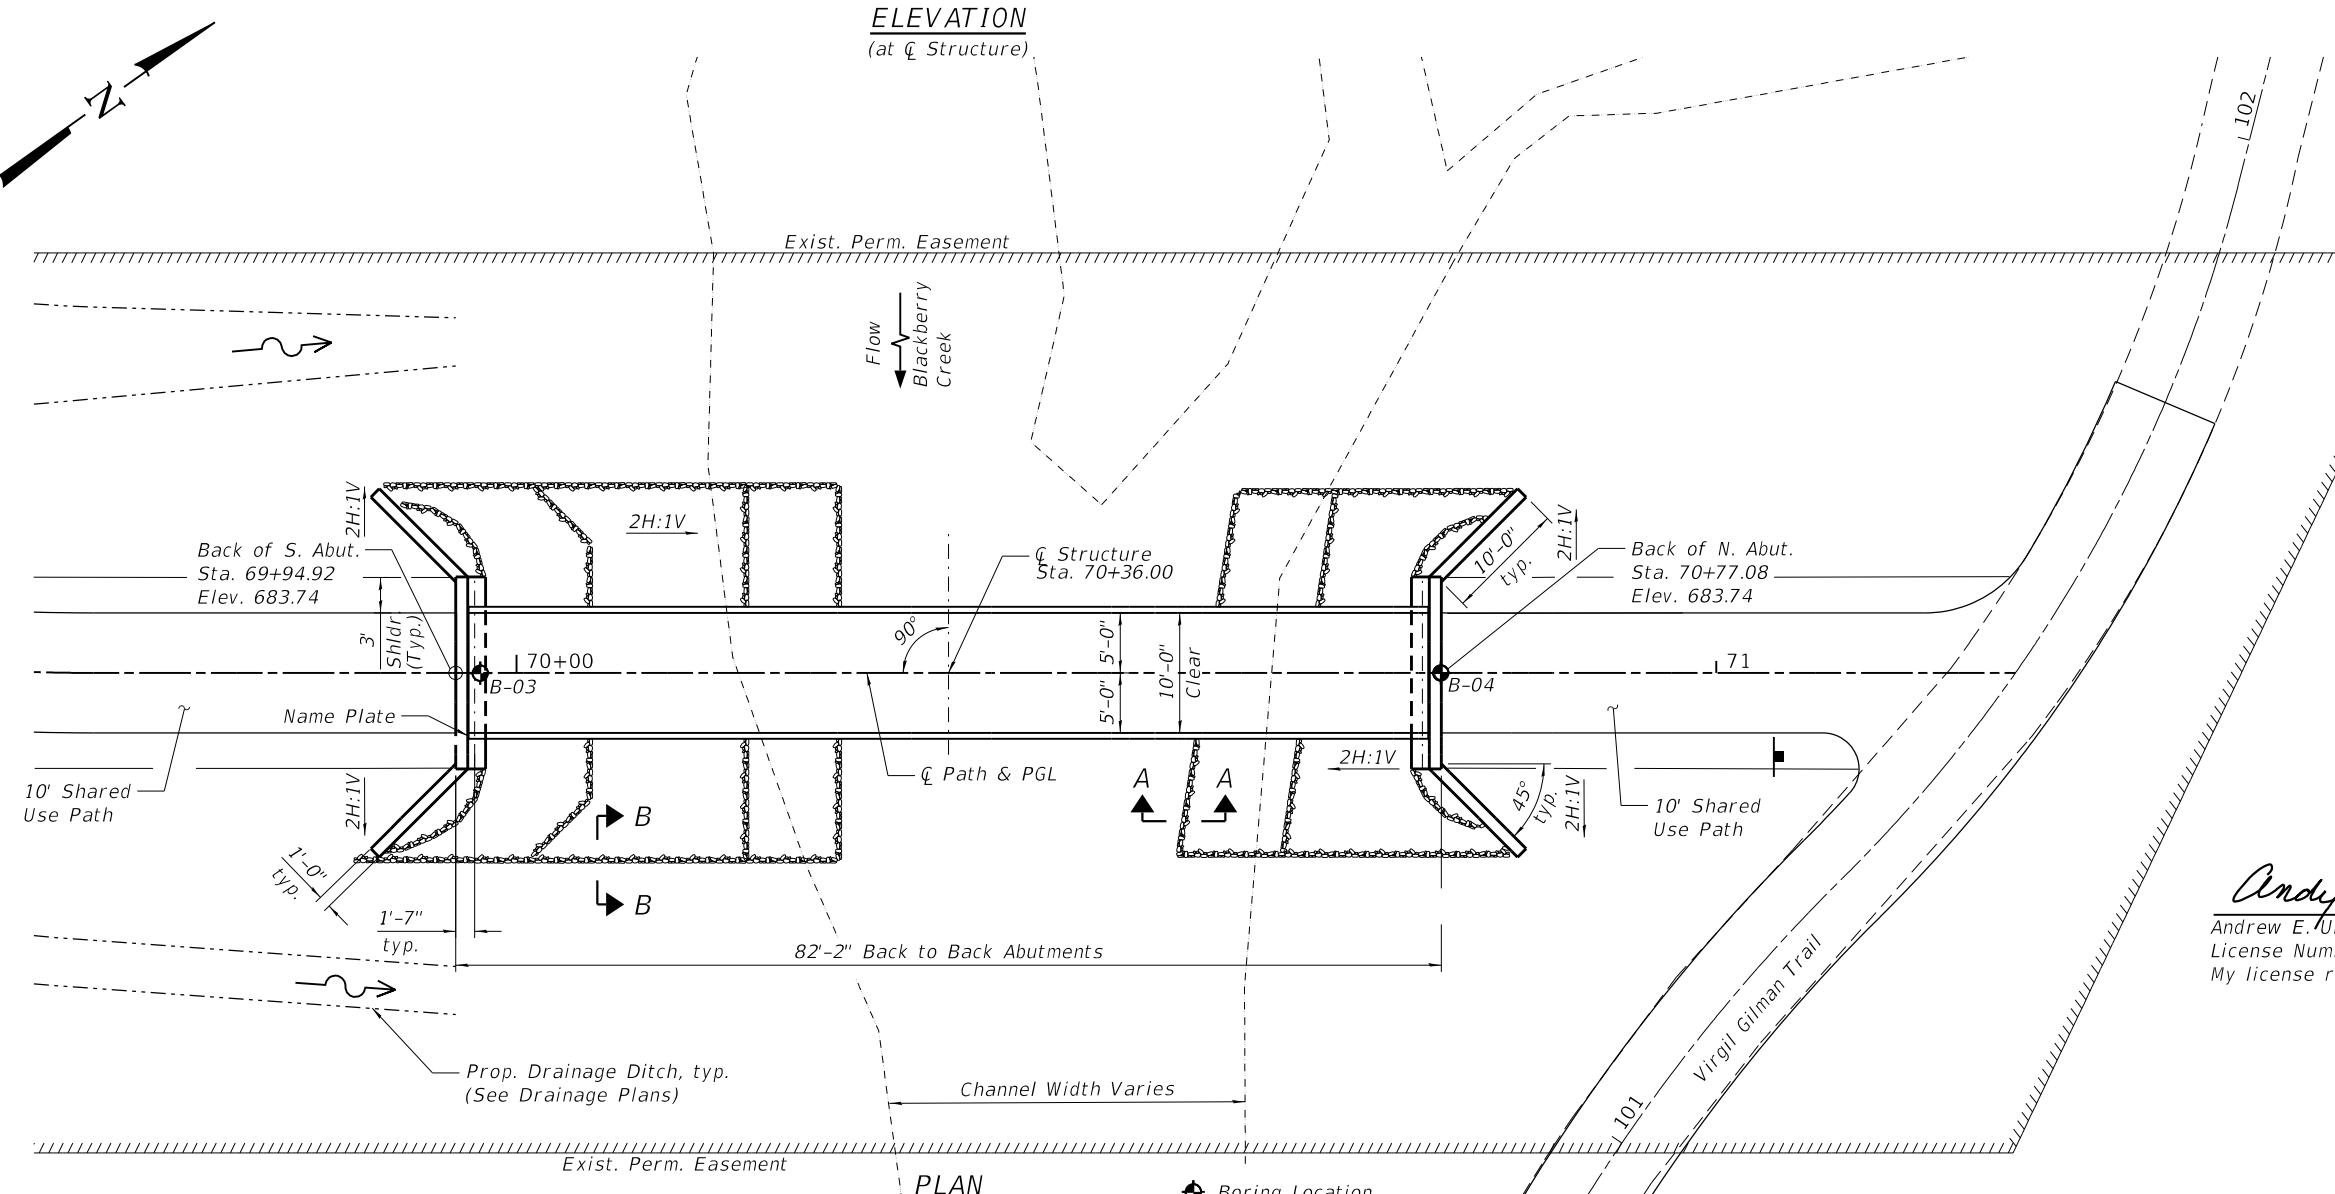 ELEVATION
(at ℄ Structure)
N
102
Exist. Perm. Easement
Flow
Blackberry
Creek
2H:1V
2H:1V
10'-0"
typ.
2H:1V
Back of S. Abut.
Sta. 69+94.92
Elev. 683.74
℄ Structure
Sta. 70+36.00
Back of N. Abut.
Sta. 70+77.08
Elev. 683.74
3'
Shldr.
(Typ.)
90°
5'-0"
10'-0"
Clear
5'-0"
70+00
71
B-03
B-04
Name Plate
℄ Path & PGL
2H:1V
A
A
45°
typ.
2H:1V
10' Shared
Use Path
10' Shared
Use Path
2H:1V
B
B
1'-0"
typ.
1'-7"
typ.
82'-2" Back to Back Abutments
Andy
Andrew E.
License Num
My license r
Virgil Gilman Trail
Prop. Drainage Ditch, typ.
(See Drainage Plans)
Channel Width Varies
101
Exist. Perm. Easement
PLAN
Boring Location